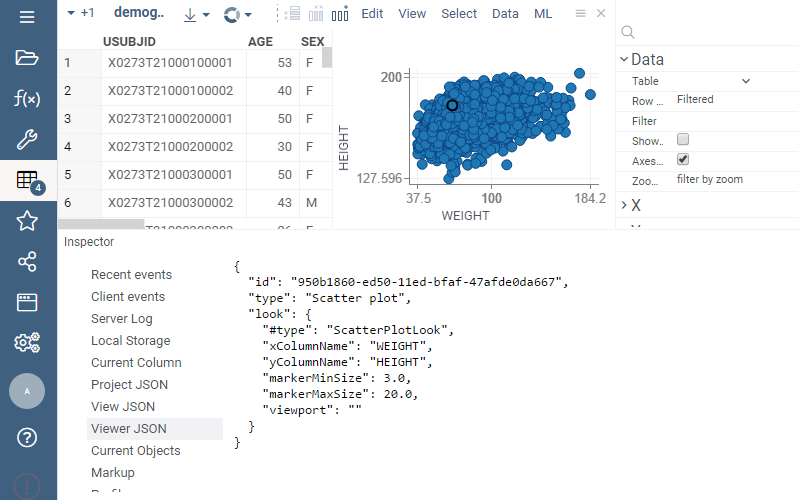 +1 demog..
Edit View Select Data ML
USUBJID AGE SEX
1 X0273T21000100001 53 F
2 X0273T21000100002 40 F
3 X0273T21000200001 50 F
4 X0273T21000200002 30 F
5 X0273T21000300001 50 F
6 X0273T21000300002 43 M
HEIGHT
200
127.596
37.5 100 184.2
WEIGHT
Data
Table
Row .. Filtered
Filter
Show..
Axes..
Zoo... filter by zoom
X
f(x)
4
A
Inspector
Recent events
Client events
Server Log
Local Storage
Current Column
Project JSON
View JSON
Viewer JSON
Current Objects
Markup
{
"id": "950b1860-ed50-11ed-bfaf-47afde0da667",
"type": "Scatter plot",
"look": {
"#type": "ScatterPlotLook",
"xColumnName": "WEIGHT",
"yColumnName": "HEIGHT",
"markerMinSize": 3.0,
"markerMaxSize": 20.0,
"viewport": ""
}
}